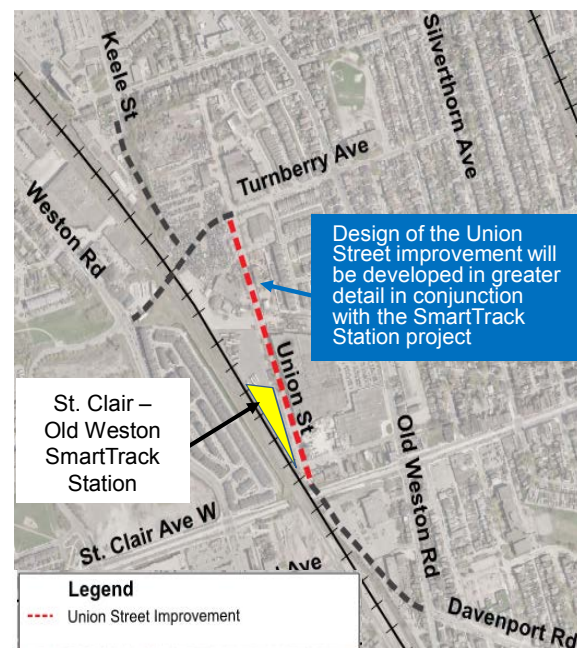 Keele St
Silverthorn Ave
Turnberry Ave
Weston Rd
Design of the Union
Street improvement will
be developed in greater
detail in conjunction
with the SmartTrack
Station project
Union St
St. Clair –
Old Weston
SmartTrack
Station
Old Weston Rd
St. Clair Ave W
Ave
Davenport Rd
Legend
Union Street Improvement